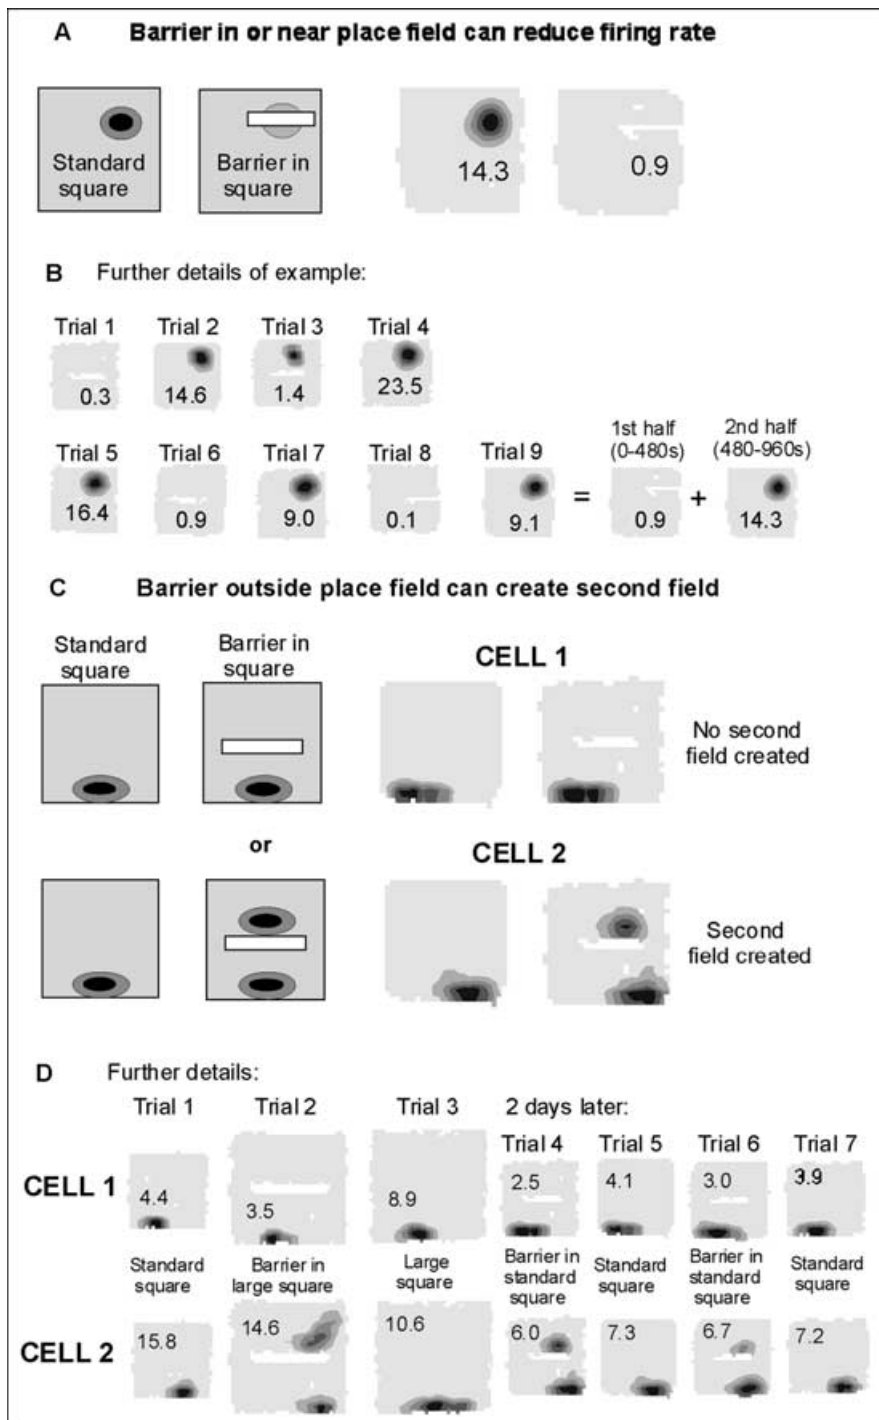 A Barrier in or near place field can reduce firing rate
Standard
square
Barrier in
square
14.3
0.9
B Further details of example:
Trial 1 Trial 2 Trial 3 Trial 4
0.3 14.6 1.4 23.5
Trial 5 Trial 6 Trial 7 Trial 8 Trial 9 1st half
(0-480s) 2nd half
(480-960s)
16.4 0.9 9.0 0.1 9.1 = 0.9 + 14.3
C Barrier outside place field can create second field
Standard
square
Barrier in
square
CELL 1
No second
field created
or
CELL 2
Second
field created
D Further details:
Trial 1 Trial 2 Trial 3 2 days later:
Trial 4 Trial 5 Trial 6 Trial 7
CELL 1
4.4 3.5 8.9 2.5 4.1 3.0 3.9
Standard
square
Barrier in
large square
Large
square
Barrier in
standard
square
Standard
square
Barrier in
standard
square
Standard
square
CELL 2
15.8 14.6 10.6 6.0 7.3 6.7 7.2